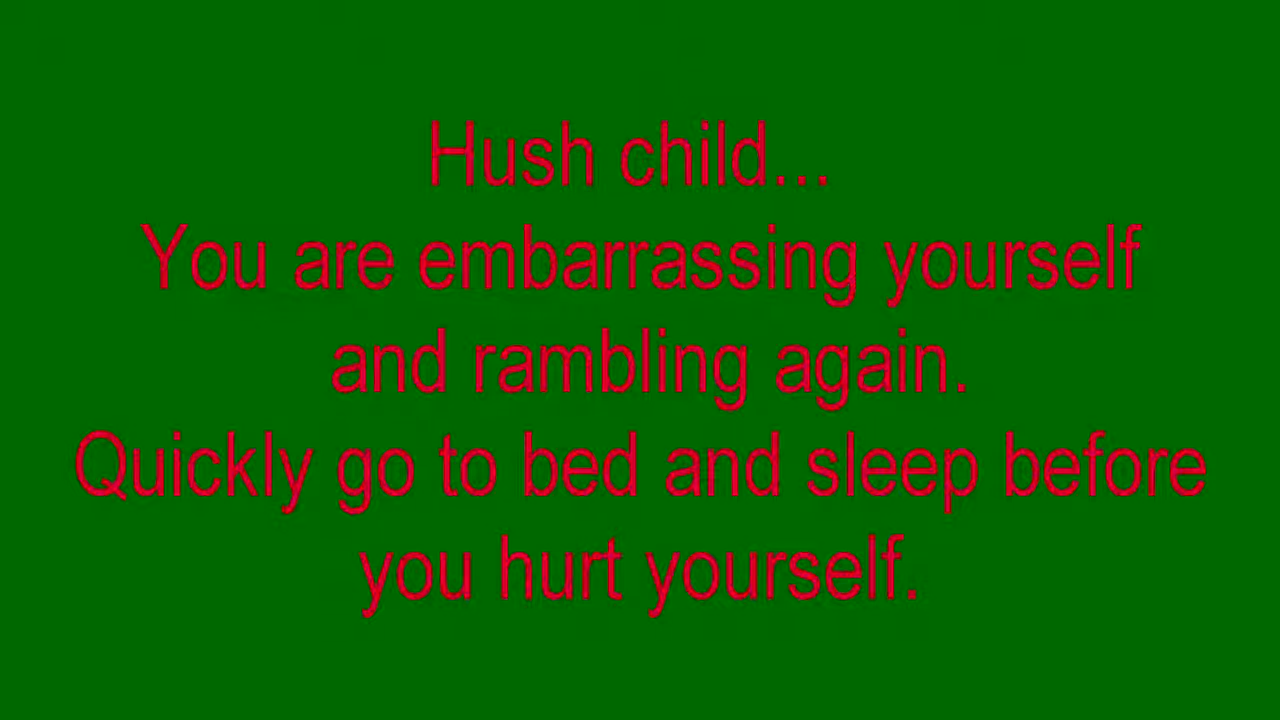 Hush child...
You are embarrassing yourself
and rambling again.
Quickly go to bed and sleep before
you hurt yourself.